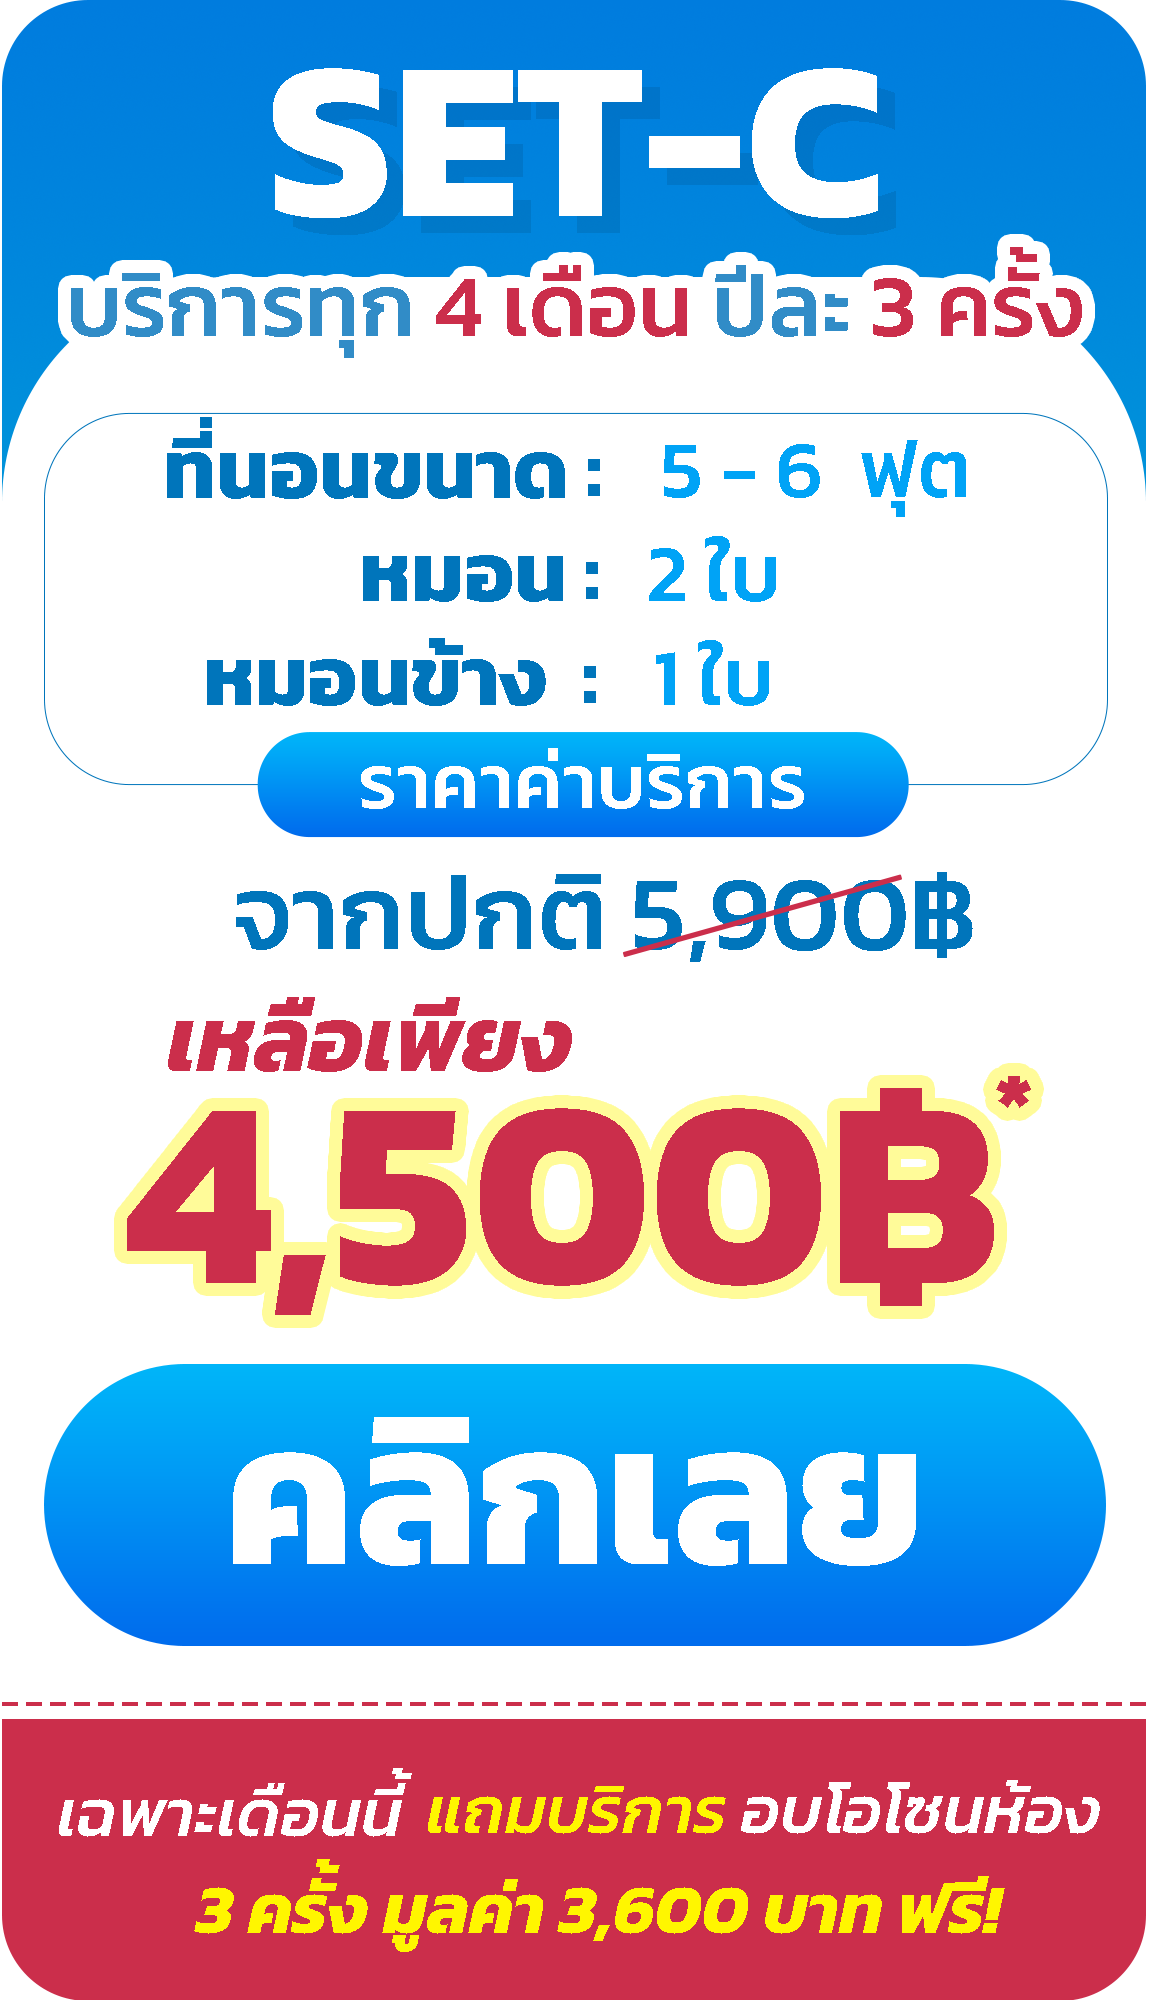 SET-C
บริการทุก 4 เดือน ปีละ 3 ครั้ง
ที่นอนขนาด : 5 - 6 ฟุต
หมอน : 2 ใบ
หมอนข้าง : 1 ใบ
ราคาค่าบริการ
จากปกติ 5,900฿
เหลือเพียง
4,500฿*
คลิกเลย
เฉพาะเดือนนี้ แถมบริการ อบโอโซนห้อง
3 ครั้ง มูลค่า 3,600 บาท ฟรี!